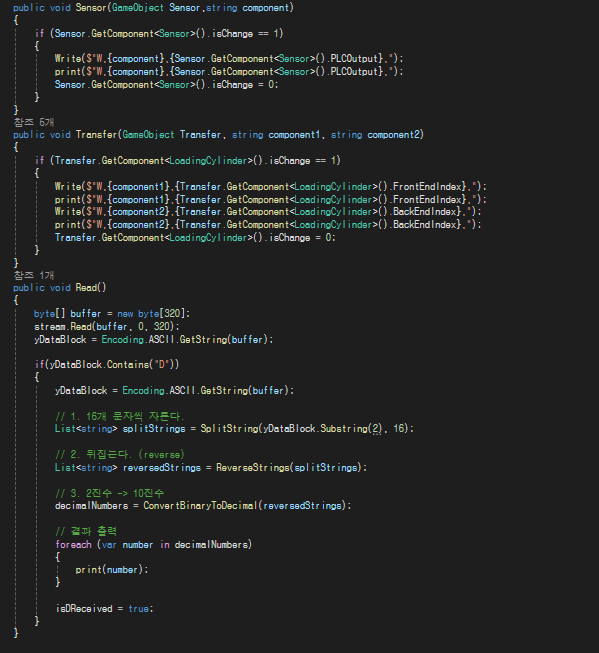 public void Sensor(GameObject Sensor,string component)
{
if (Sensor.GetComponent<Sensor>().isChange == 1)
{
Write($"W,{component},{Sensor.GetComponent<Sensor>().PLCOutput},");
print($"W,{component},{Sensor.GetComponent<Sensor>().PLCOutput},");
Sensor.GetComponent<Sensor>().isChange = 0;
}
}
참조 5개
public void Transfer(GameObject Transfer, string component1, string component2)
{
if (Transfer.GetComponent<LoadingCylinder>().isChange == 1)
{
Write($"W,{component1},{Transfer.GetComponent<LoadingCylinder>().FrontEndIndex},");
print($"W,{component1},{Transfer.GetComponent<LoadingCylinder>().FrontEndIndex},");
Write($"W,{component2},{Transfer.GetComponent<LoadingCylinder>().BackEndIndex},");
print($"W,{component2},{Transfer.GetComponent<LoadingCylinder>().BackEndIndex},");
Transfer.GetComponent<LoadingCylinder>().isChange = 0;
}
}
참조 1개
public void Read()
{
byte[] buffer = new byte[320];
stream.Read(buffer, 0, 320);
yDataBlock = Encoding.ASCII.GetString(buffer);
if(yDataBlock.Contains("D"))
{
yDataBlock = Encoding.ASCII.GetString(buffer);
// 1. 16개 문자씩 자른다.
List<string> splitStrings = SplitString(yDataBlock.Substring(2), 16);
// 2. 뒤집는다. (reverse)
List<string> reversedStrings = ReverseStrings(splitStrings);
// 3. 2진수 -> 10진수
decimalNumbers = ConvertBinaryToDecimal(reversedStrings);
// 결과 출력
foreach (var number in decimalNumbers)
{
print(number);
}
isDReceived = true;
}
}